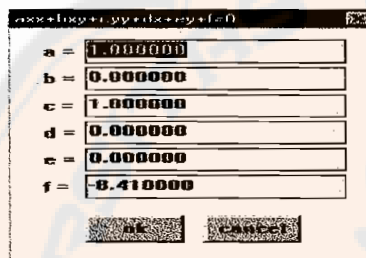 axx+bxy+cyy+dx+ey+f=0
a = 1.000000
b = 0.000000
c = 1.000000
d = 0.000000
e = 0.000000
f = -8.410000
ok cancel